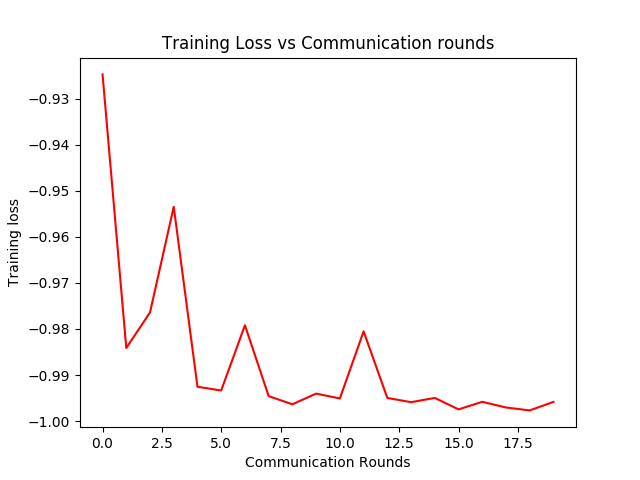 Training Loss vs Communication rounds
−0.93
−0.94
−0.95
−0.96
−0.97
−0.98
−0.99
−1.00
Training loss
0.0 2.5 5.0 7.5 10.0 12.5 15.0 17.5
Communication Rounds